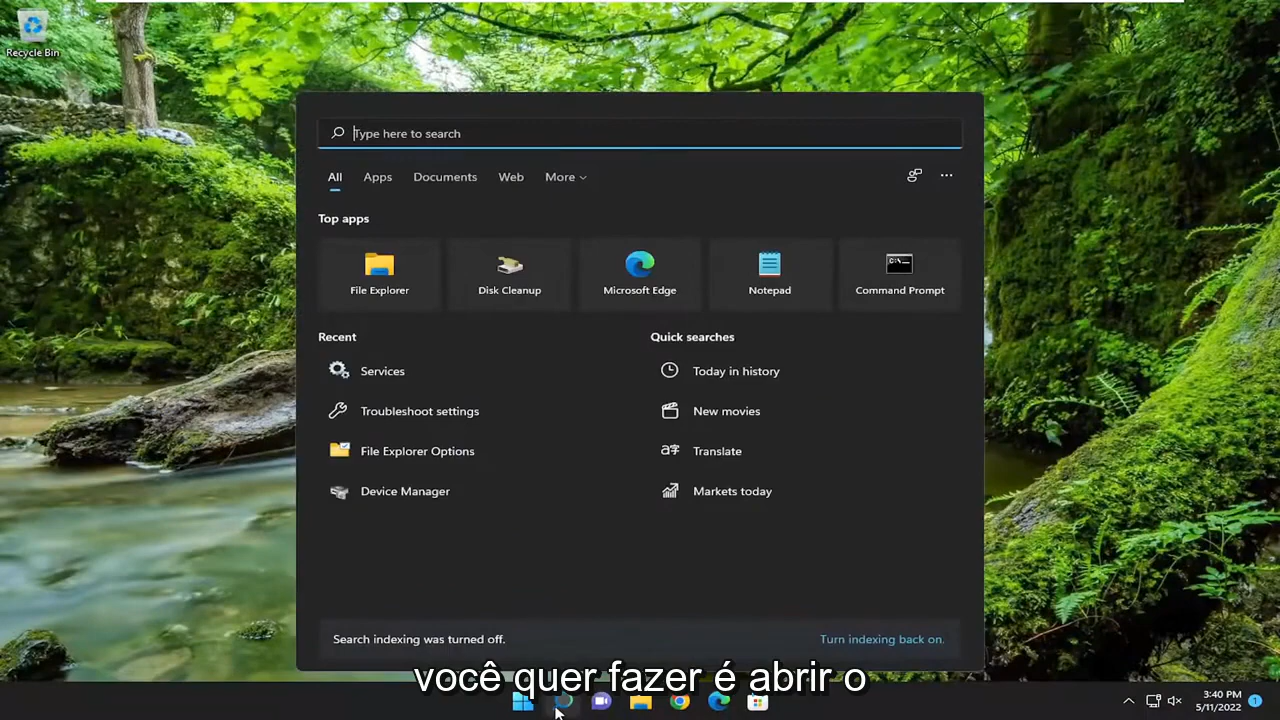 Recycle Bin
Type here to search
All Apps Documents Web More
Top apps
File Explorer Disk Cleanup Microsoft Edge Notepad Command Prompt
Recent Quick searches
Services Today in history
Troubleshoot settings New movies
File Explorer Options Translate
Device Manager Markets today
Search indexing was turned off. Turn indexing back on.
você quer fazer é abrir o
3:40 PM
5/11/2022 1